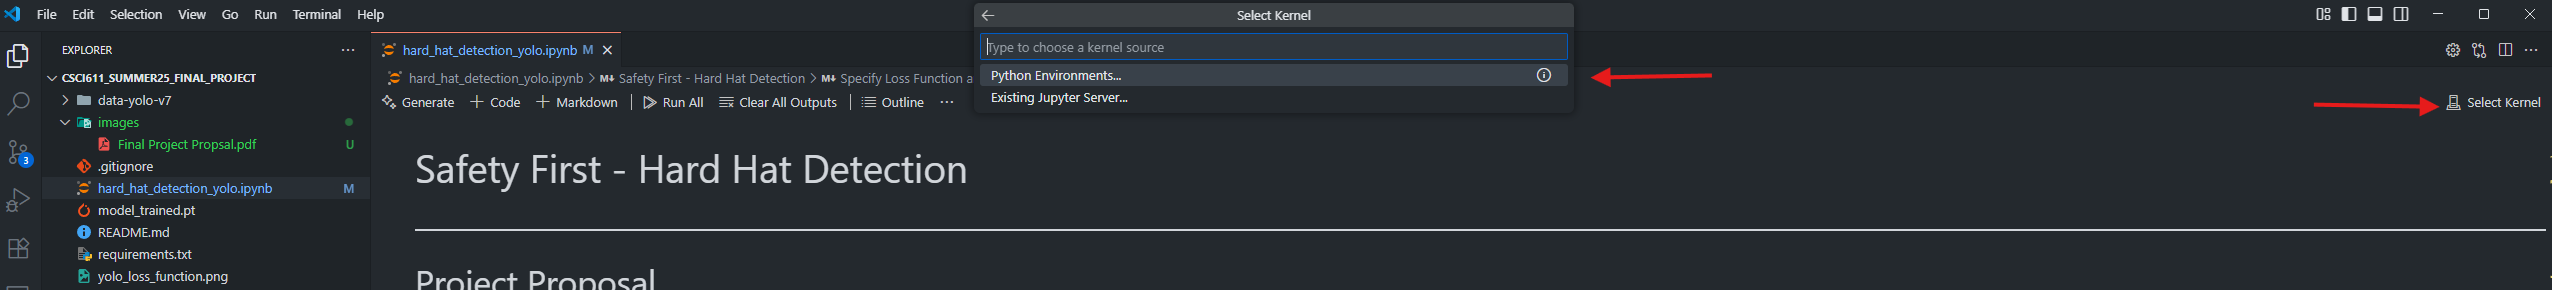 File Edit Selection View Go Run Terminal Help
Select Kernel
EXPLORER
hard_hat_detection_yolo.ipynb M
Type to choose a kernel source
CSCI611_SUMMER25_FINAL_PROJECT
hard_hat_detection_yolo.ipynb > Safety First - Hard Hat Detection > Specify Loss Function a
Python Environments...
data-yolo-v7
Generate Code Markdown Run All Clear All Outputs Outline
Existing Jupyter Server...
Select Kernel
images
Final Project Propsal.pdf U
3
.gitignore
Safety First - Hard Hat Detection
hard_hat_detection_yolo.ipynb M
model_trained.pt
README.md
requirements.txt
yolo_loss_function.png
Project Proposal